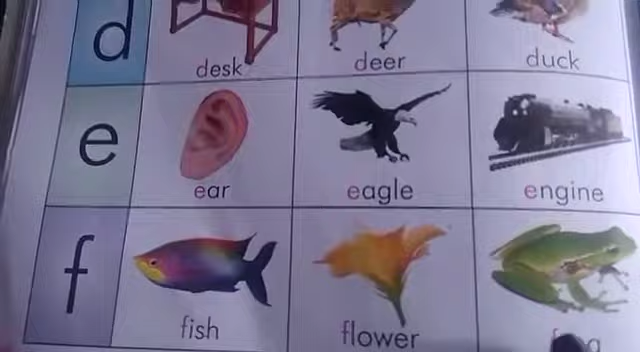 d
desk deer duck
e
ear eagle engine
f
fish flower